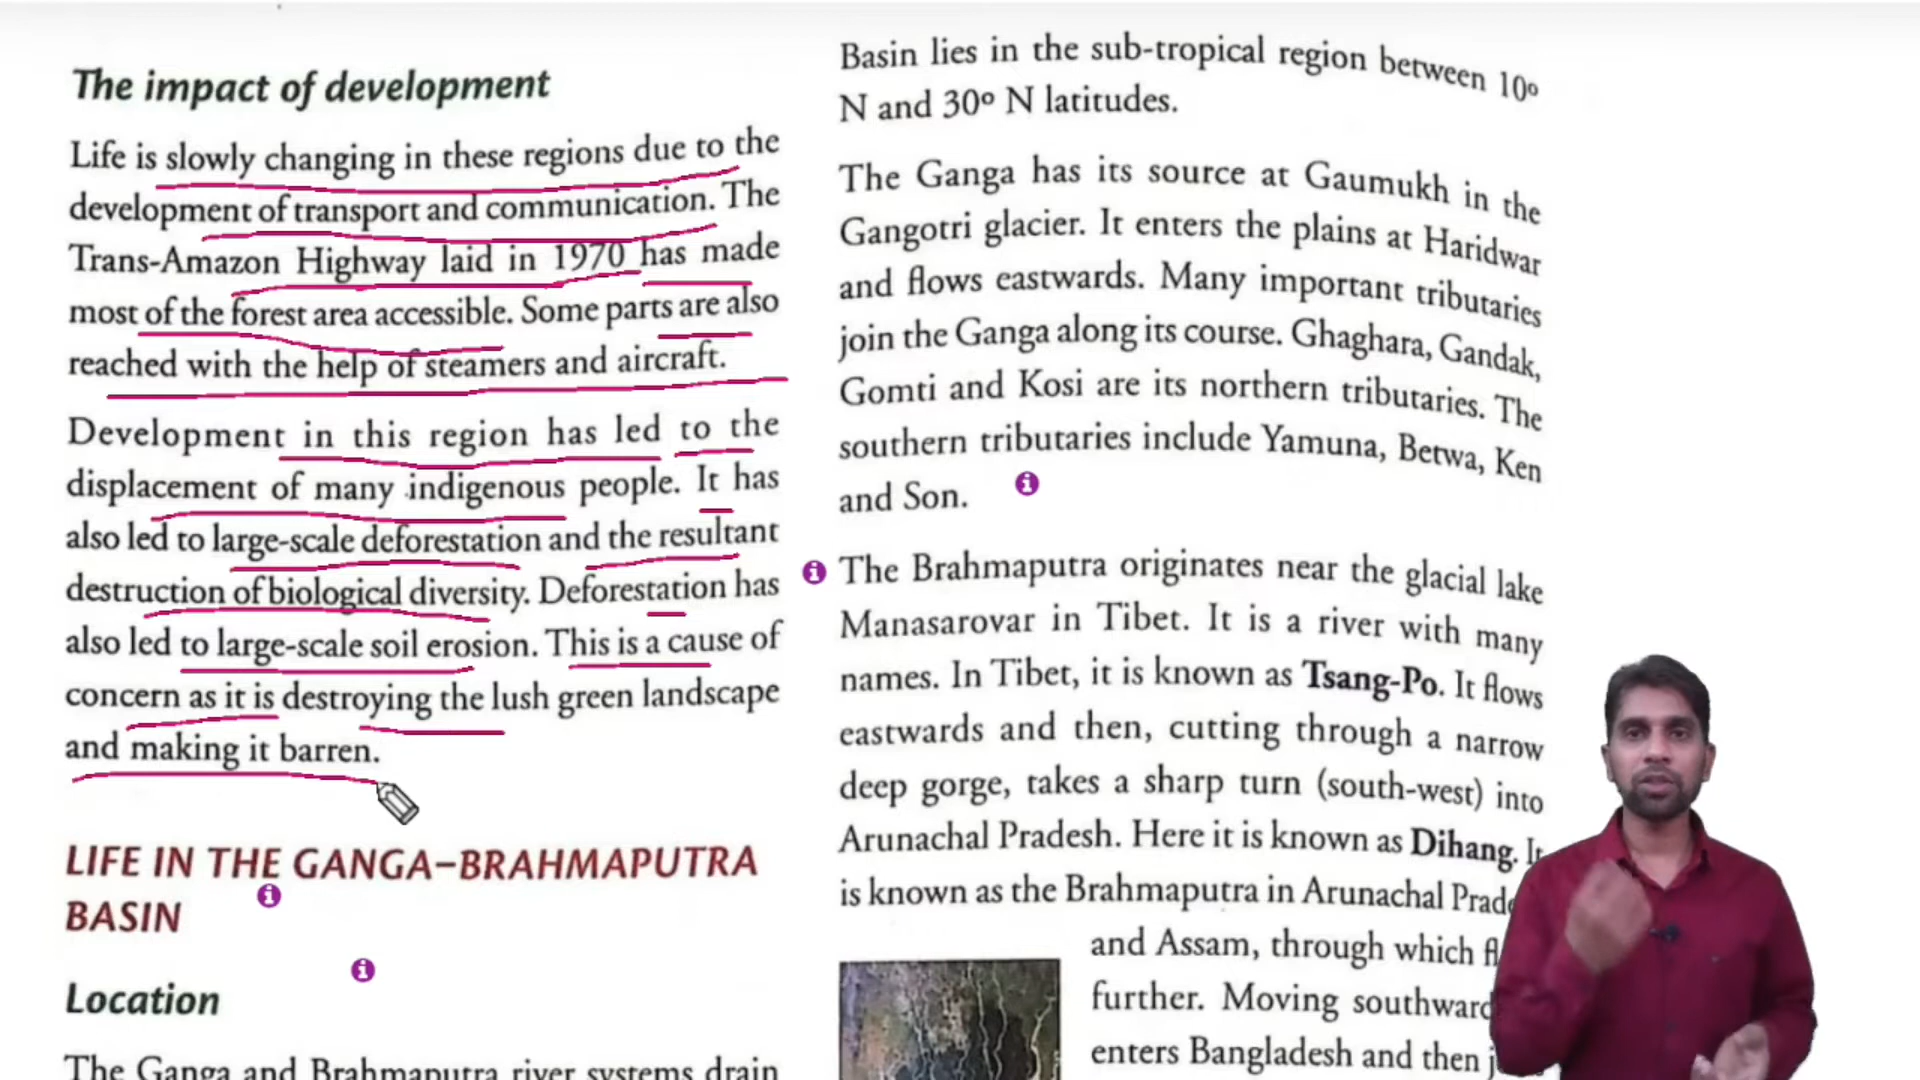 The impact of development
Life is slowly changing in these regions due to the
development of transport and communication. The
Trans-Amazon Highway laid in 1970 has made
most of the forest area accessible. Some parts are also
reached with the help of steamers and aircraft.
Development in this region has led to the
displacement of many indigenous people. It has
also led to large-scale deforestation and the resultant
destruction of biological diversity. Deforestation has
also led to large-scale soil erosion. This is a cause of
concern as it is destroying the lush green landscape
and making it barren.
LIFE IN THE GANGA–BRAHMAPUTRA
BASIN
Location
The Ganga and Brahmaputra river systems drain
Basin lies in the sub-tropical region between 10º
N and 30º N latitudes.
The Ganga has its source at Gaumukh in the
Gangotri glacier. It enters the plains at Haridwar
and flows eastwards. Many important tributaries
join the Ganga along its course. Ghaghara, Gandak,
Gomti and Kosi are its northern tributaries. The
southern tributaries include Yamuna, Betwa, Ken
and Son.
The Brahmaputra originates near the glacial lake
Manasarovar in Tibet. It is a river with many
names. In Tibet, it is known as Tsang-Po. It flows
eastwards and then, cutting through a narrow
deep gorge, takes a sharp turn (south-west) into
Arunachal Pradesh. Here it is known as Dihang. It
is known as the Brahmaputra in Arunachal
and Assam, through which
further. Moving
enters Bangladesh and then